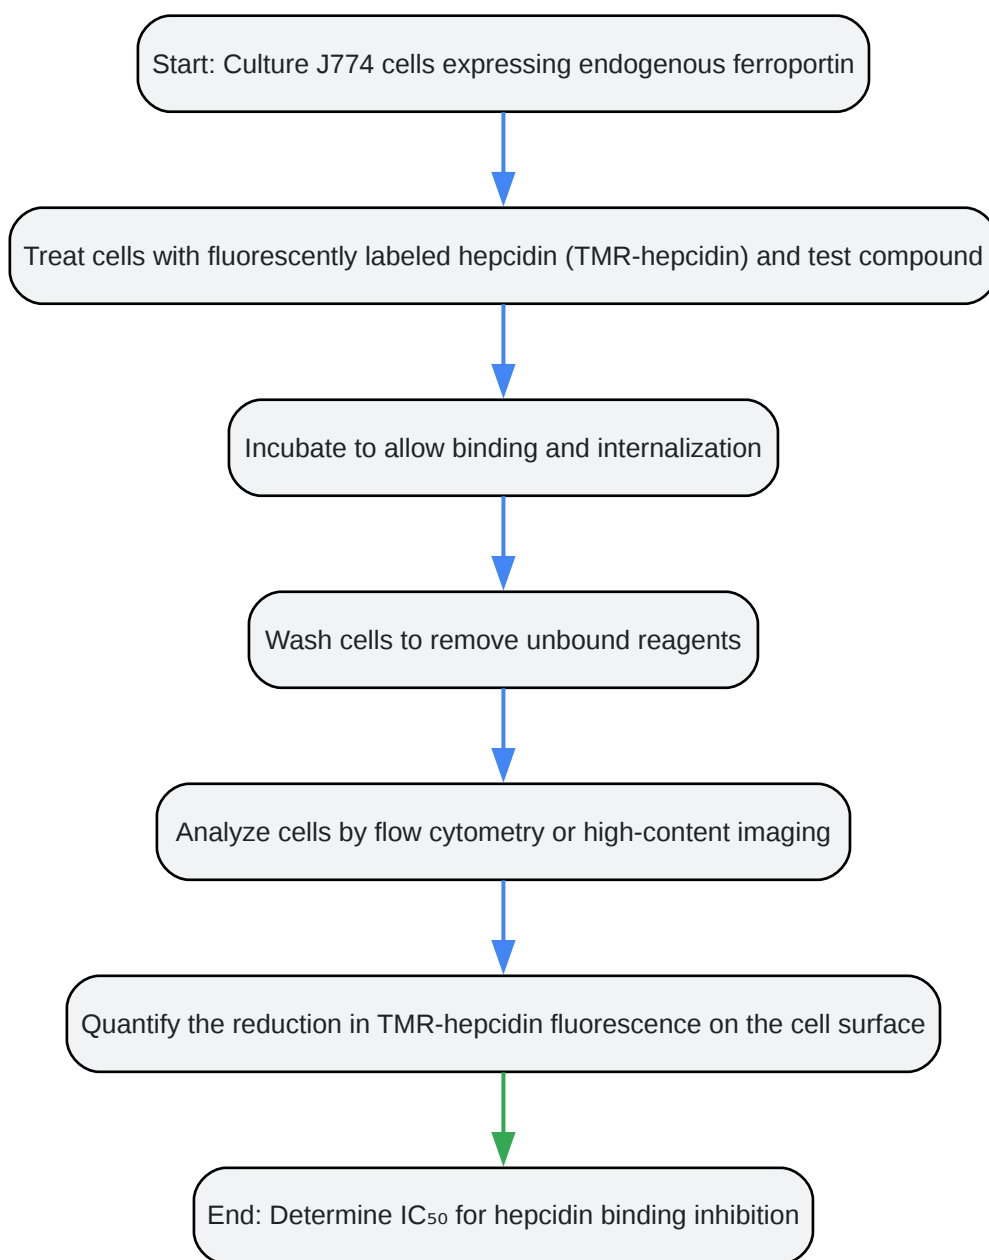 Start: Culture J774 cells expressing endogenous ferroportin
Treat cells with fluorescently labeled hepcidin (TMR-hepcidin) and test compound
Incubate to allow binding and internalization
Wash cells to remove unbound reagents
Analyze cells by flow cytometry or high-content imaging
Quantify the reduction in TMR-hepcidin fluorescence on the cell surface
End: Determine IC₅₀ for hepcidin binding inhibition